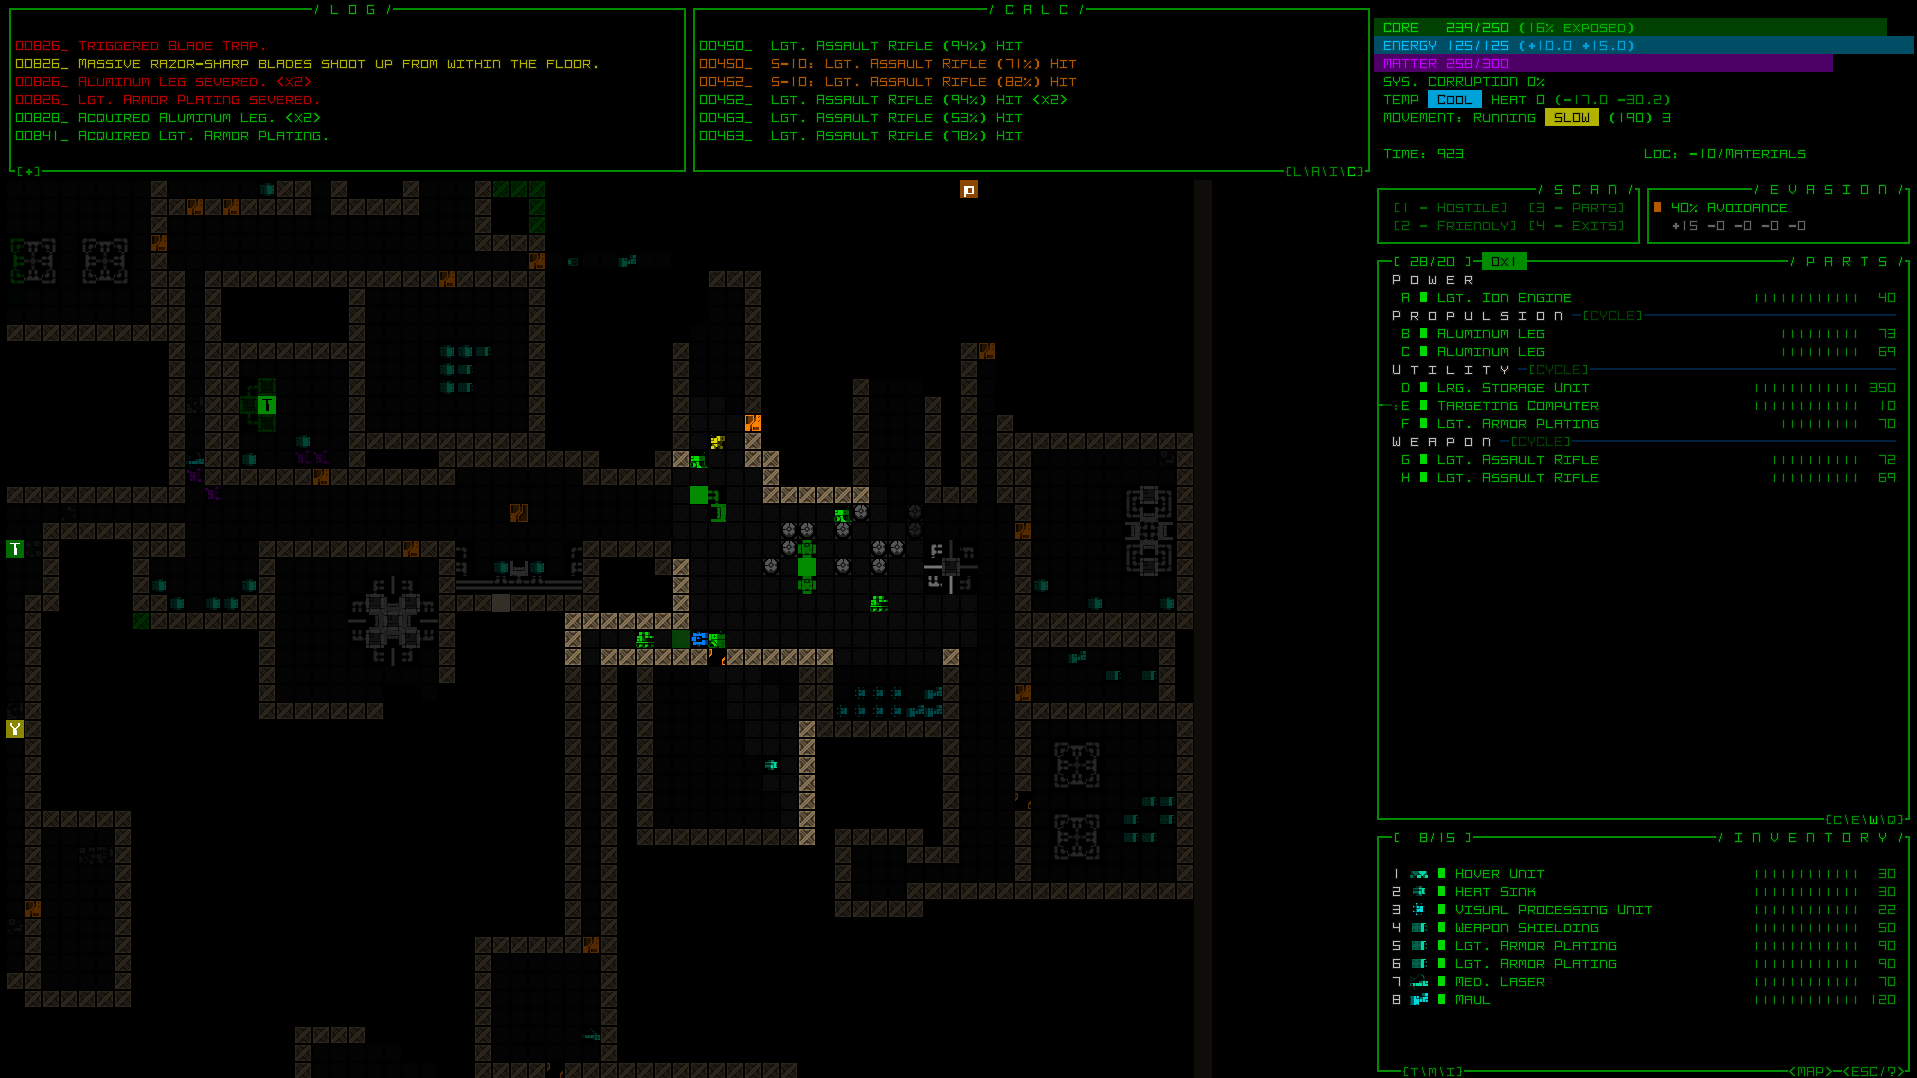 / L O G /
00826_ Triggered Blade Trap.
00826_ Massive razor-sharp blades shoot up from within the floor.
00826_ Aluminum Leg severed. <x2>
00826_ Lgt. Armor Plating severed.
00828_ Acquired Aluminum Leg. <x2>
00841_ Acquired Lgt. Armor Plating.
[+]
/ C A L C /
00450_ Lgt. Assault Rifle (94%) Hit
00450_ S-10: Lgt. Assault Rifle (71%) Hit
00452_ S-10: Lgt. Assault Rifle (82%) Hit
00452_ Lgt. Assault Rifle (94%) Hit <x2>
00463_ Lgt. Assault Rifle (53%) Hit
00463_ Lgt. Assault Rifle (78%) Hit
[L\A\I\C]
Core 239/250 (16% Exposed)
Energy 125/125 (+10.0 +15.0)
Matter 258/300
Sys. Corruption 0%
Temp Cool Heat 0 (-17.0 -30.2)
Movement: Running SLOW (190) 3
Time: 923 Loc: -10/Materials
/ S C A N /
[1 - Hostile] [3 - Parts]
[2 - Friendly] [4 - Exits]
/ E V A S I O N /
40% Avoidance
+15 -0 -0 -0 -0
[ 28/20 ] 0x1 / P A R T S /
P O W E R
A Lgt. Ion Engine 40
P R O P U L S I O N [CYCLE]
B Aluminum Leg 73
C Aluminum Leg 69
U T I L I T Y [CYCLE]
D Lrg. Storage Unit 350
E Targeting Computer 10
F Lgt. Armor Plating 70
W E A P O N [CYCLE]
G Lgt. Assault Rifle 72
H Lgt. Assault Rifle 69
[C\E\W\Q]
[ 8/15 ] / I N V E N T O R Y /
1 Hover Unit 30
2 Heat Sink 30
3 Visual Processing Unit 22
4 Weapon Shielding 50
5 Lgt. Armor Plating 90
6 Lgt. Armor Plating 90
7 Med. Laser 70
8 Maul 120
[T\M\I] <MAP> <ESC/?>
P
T
T
Y